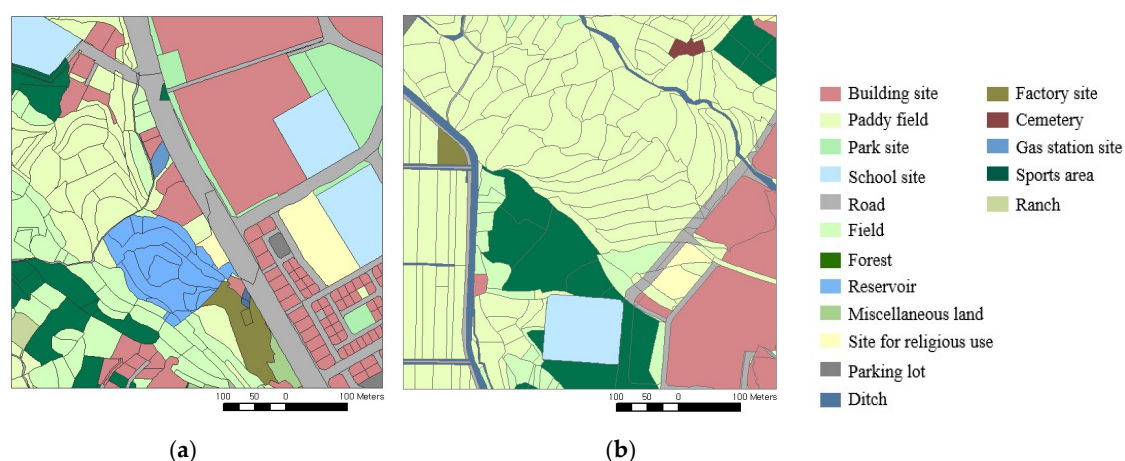 Building site
Paddy field
Park site
School site
Road
Field
Forest
Reservoir
Miscellaneous land
Site for religious use
Parking lot
Ditch
Factory site
Cemetery
Gas station site
Sports area
Ranch
100 50 0 100 Meters
100 50 0 100 Meters
(a)
(b)